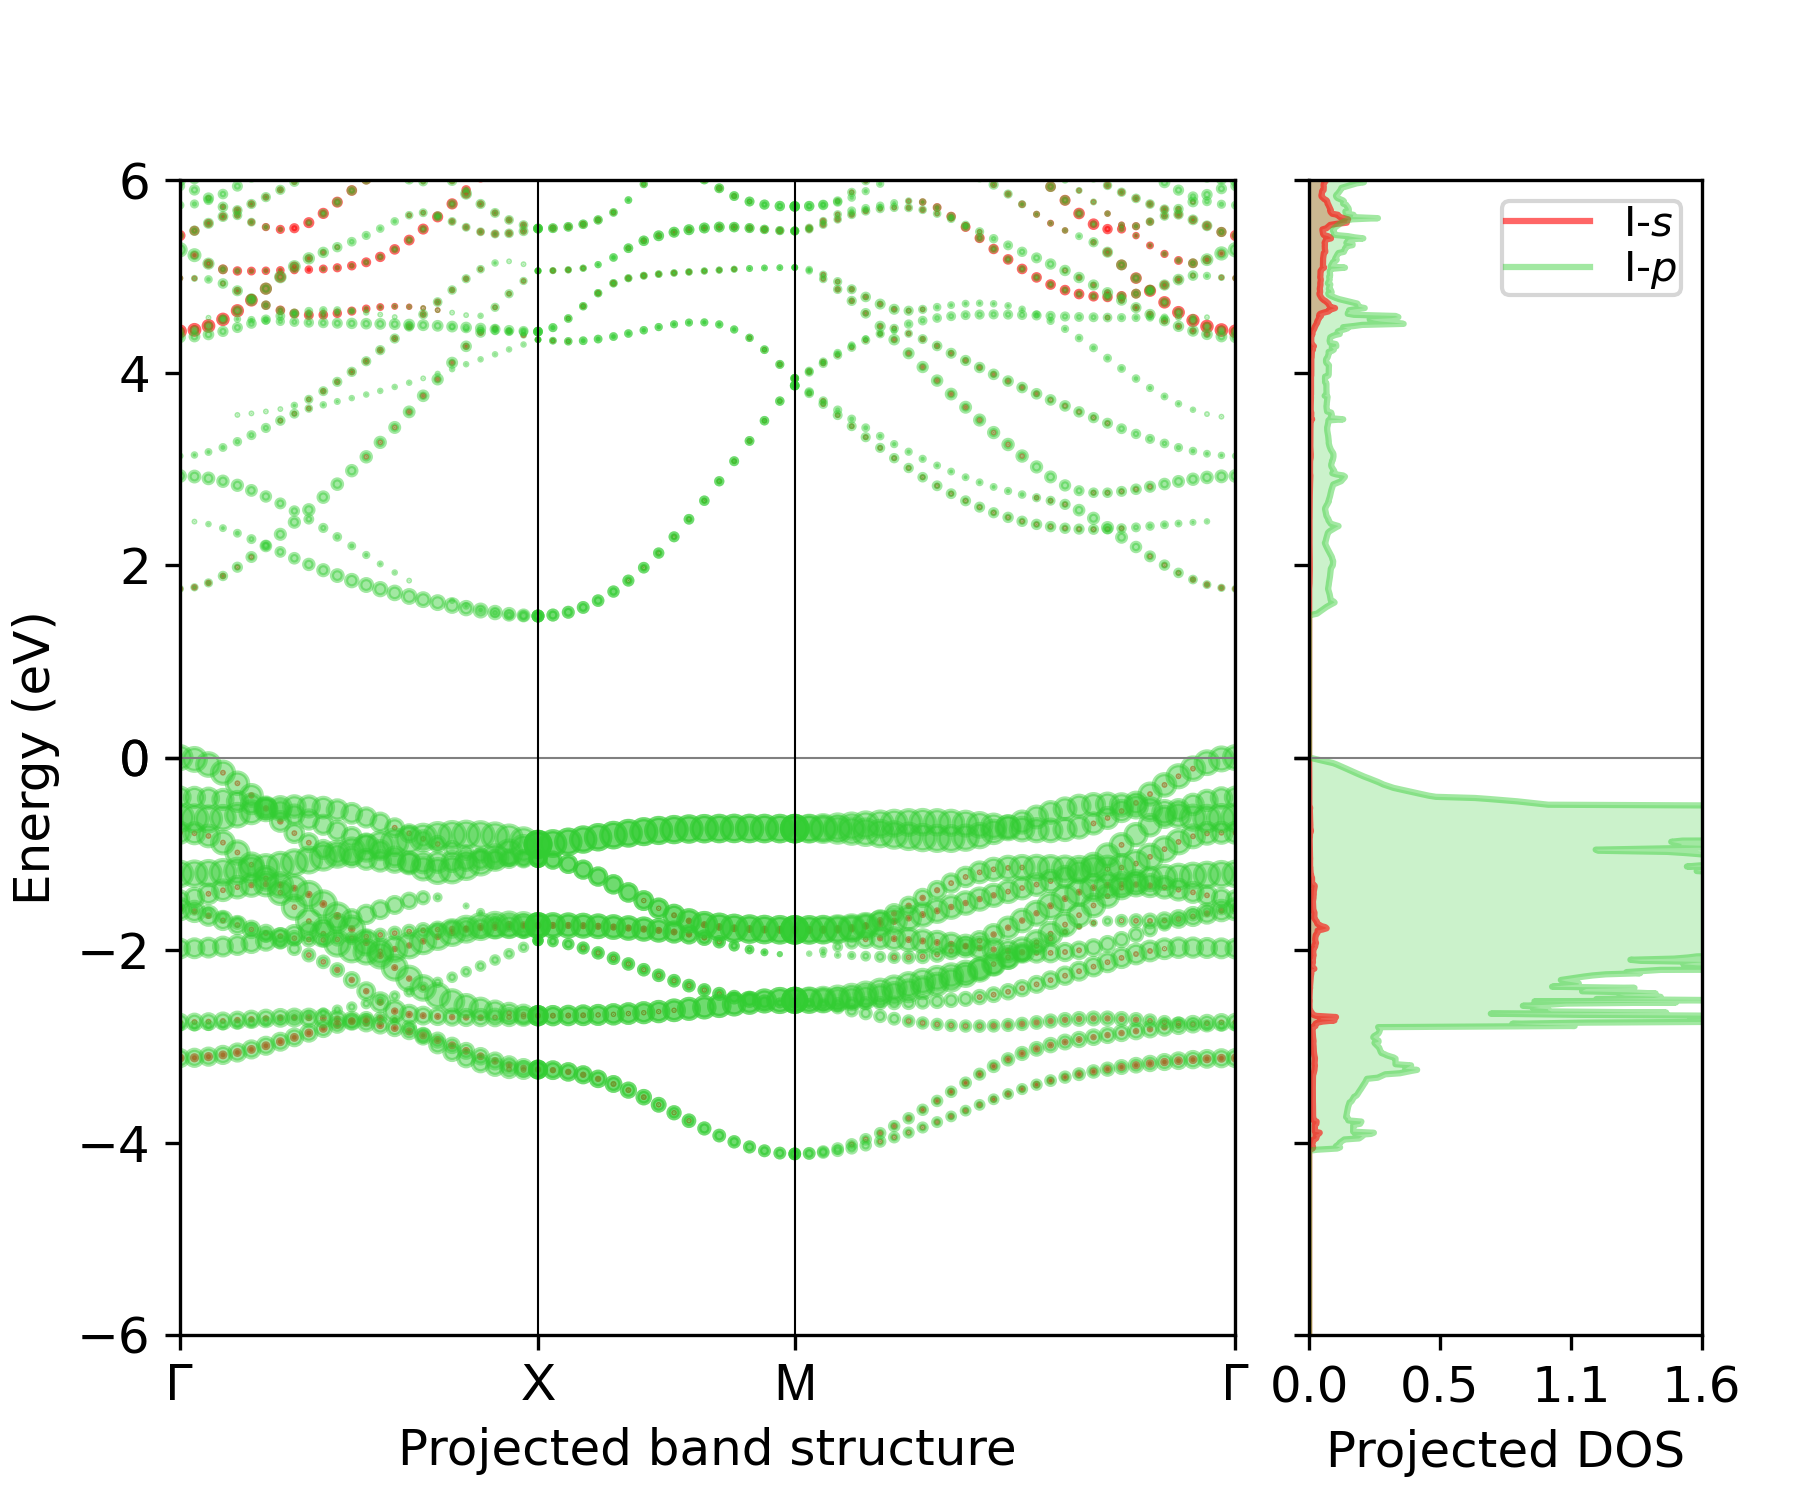 6
4
2
0
−2
−4
−6
Energy (eV)
Γ X M Γ
Projected band structure
I-s
I-p
0.0 0.5 1.1 1.6
Projected DOS